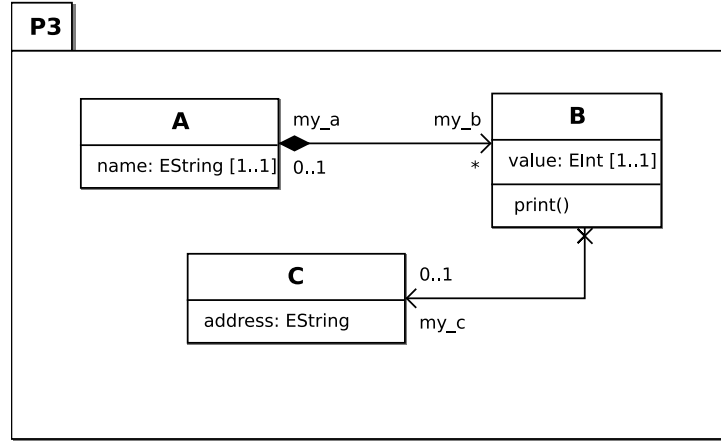 P3
A
name: EString [1..1]
my_a
0..1
my_b
*
B
value: EInt [1..1]
print()
C
address: EString
0..1
my_c